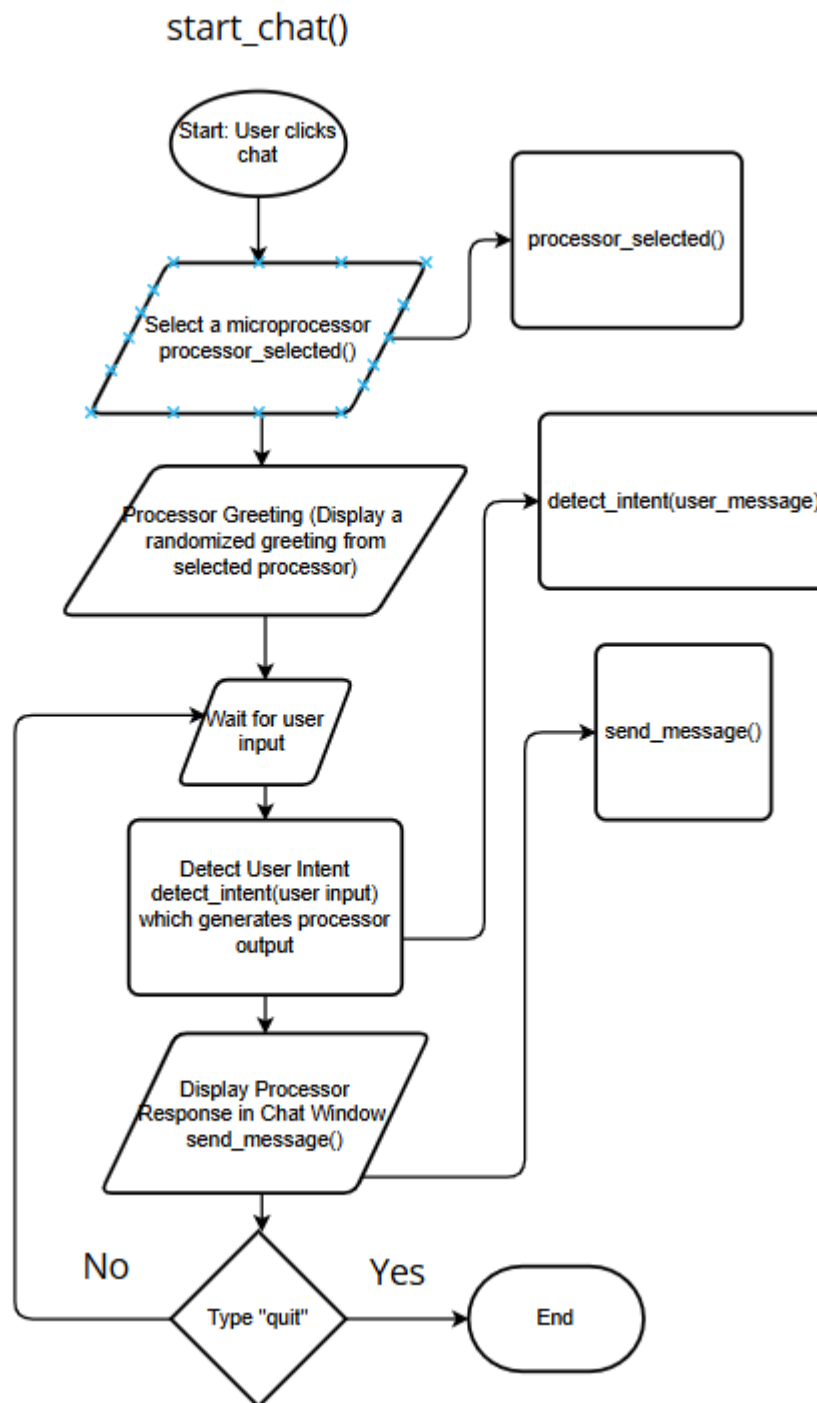 start_chat()
Start: User clicks
chat
processor_selected()
Select a microprocessor
processor_selected()
Processor Greeting (Display a
randomized greeting from
selected processor)
detect_intent(user_message)
Wait for user
input
send_message()
Detect User Intent
detect_intent(user input)
which generates processor
output
Display Processor
Response in Chat Window
send_message()
No
Yes
Type "quit"
End